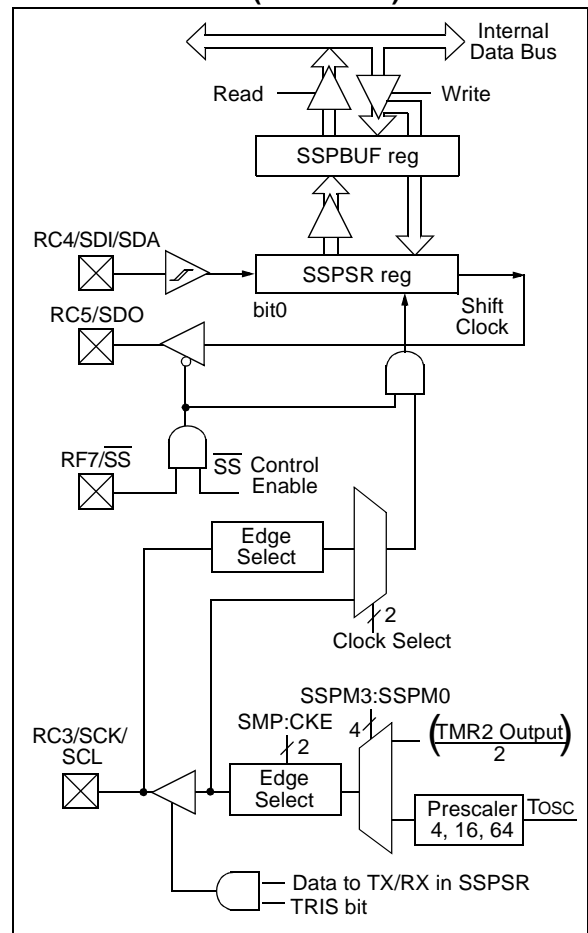 Internal
Data Bus
Read
Write
SSPBUF reg
RC4/SDI/SDA
SSPSR reg
bit0
Shift
Clock
RC5/SDO
RF7/S̅S̅
S̅S̅ Control
Enable
Edge
Select
2
Clock Select
SSPM3:SSPM0
SMP:CKE
4
2
(TMR2 Output)
2
RC3/SCK/
SCL
Edge
Select
Prescaler
4, 16, 64
TOSC
Data to TX/RX in SSPSR
TRIS bit